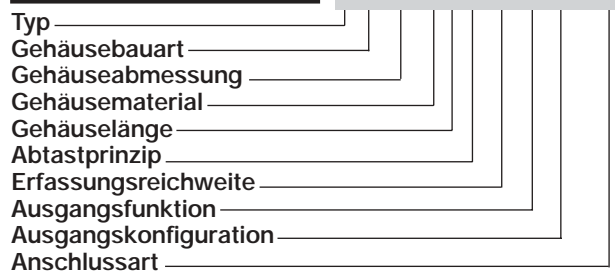 Typ
Gehäusebauart
Gehäuseabmessung
Gehäusematerial
Gehäuselänge
Abtastprinzip
Erfassungsreichweite
Ausgangsfunktion
Ausgangskonfiguration
Anschlussart